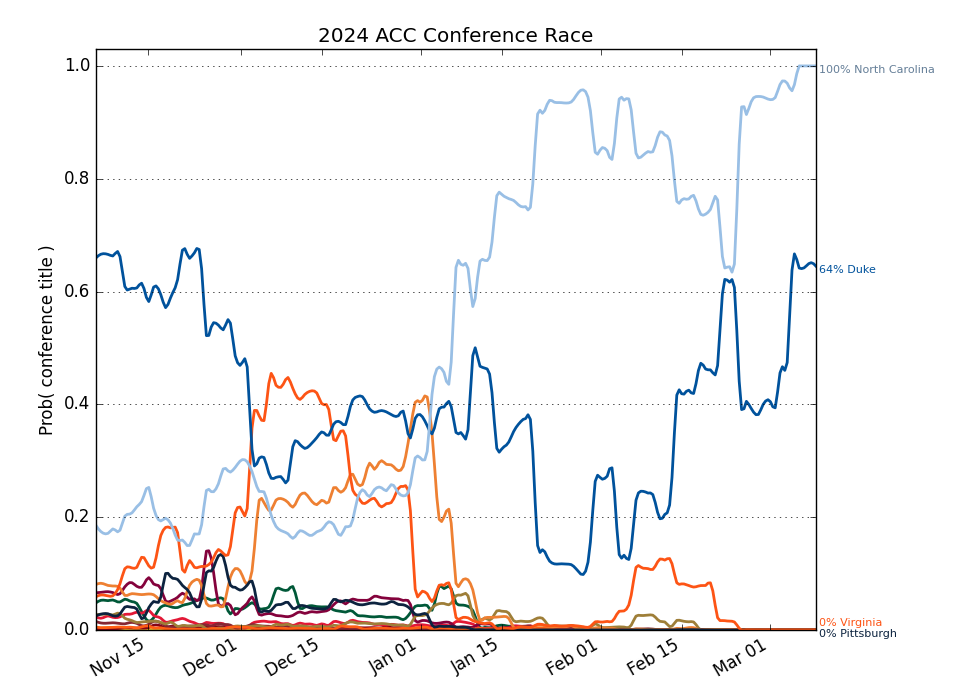 2024 ACC Conference Race
Prob( conference title )
1.0
0.8
0.6
0.4
0.2
0.0
Nov 15
Dec 01
Dec 15
Jan 01
Jan 15
Feb 01
Feb 15
Mar 01
100% North Carolina
64% Duke
0% Virginia
0% Pittsburgh